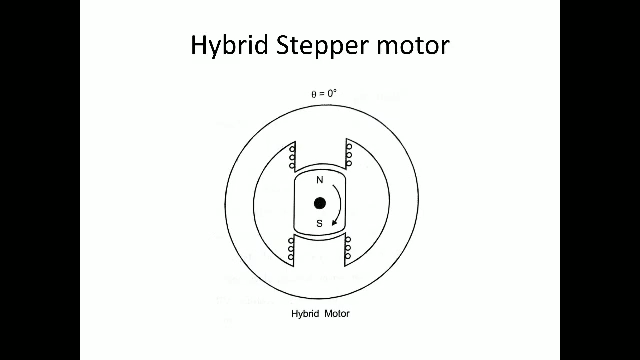 Hybrid Stepper motor
θ = 0°
N
S
Hybrid Motor